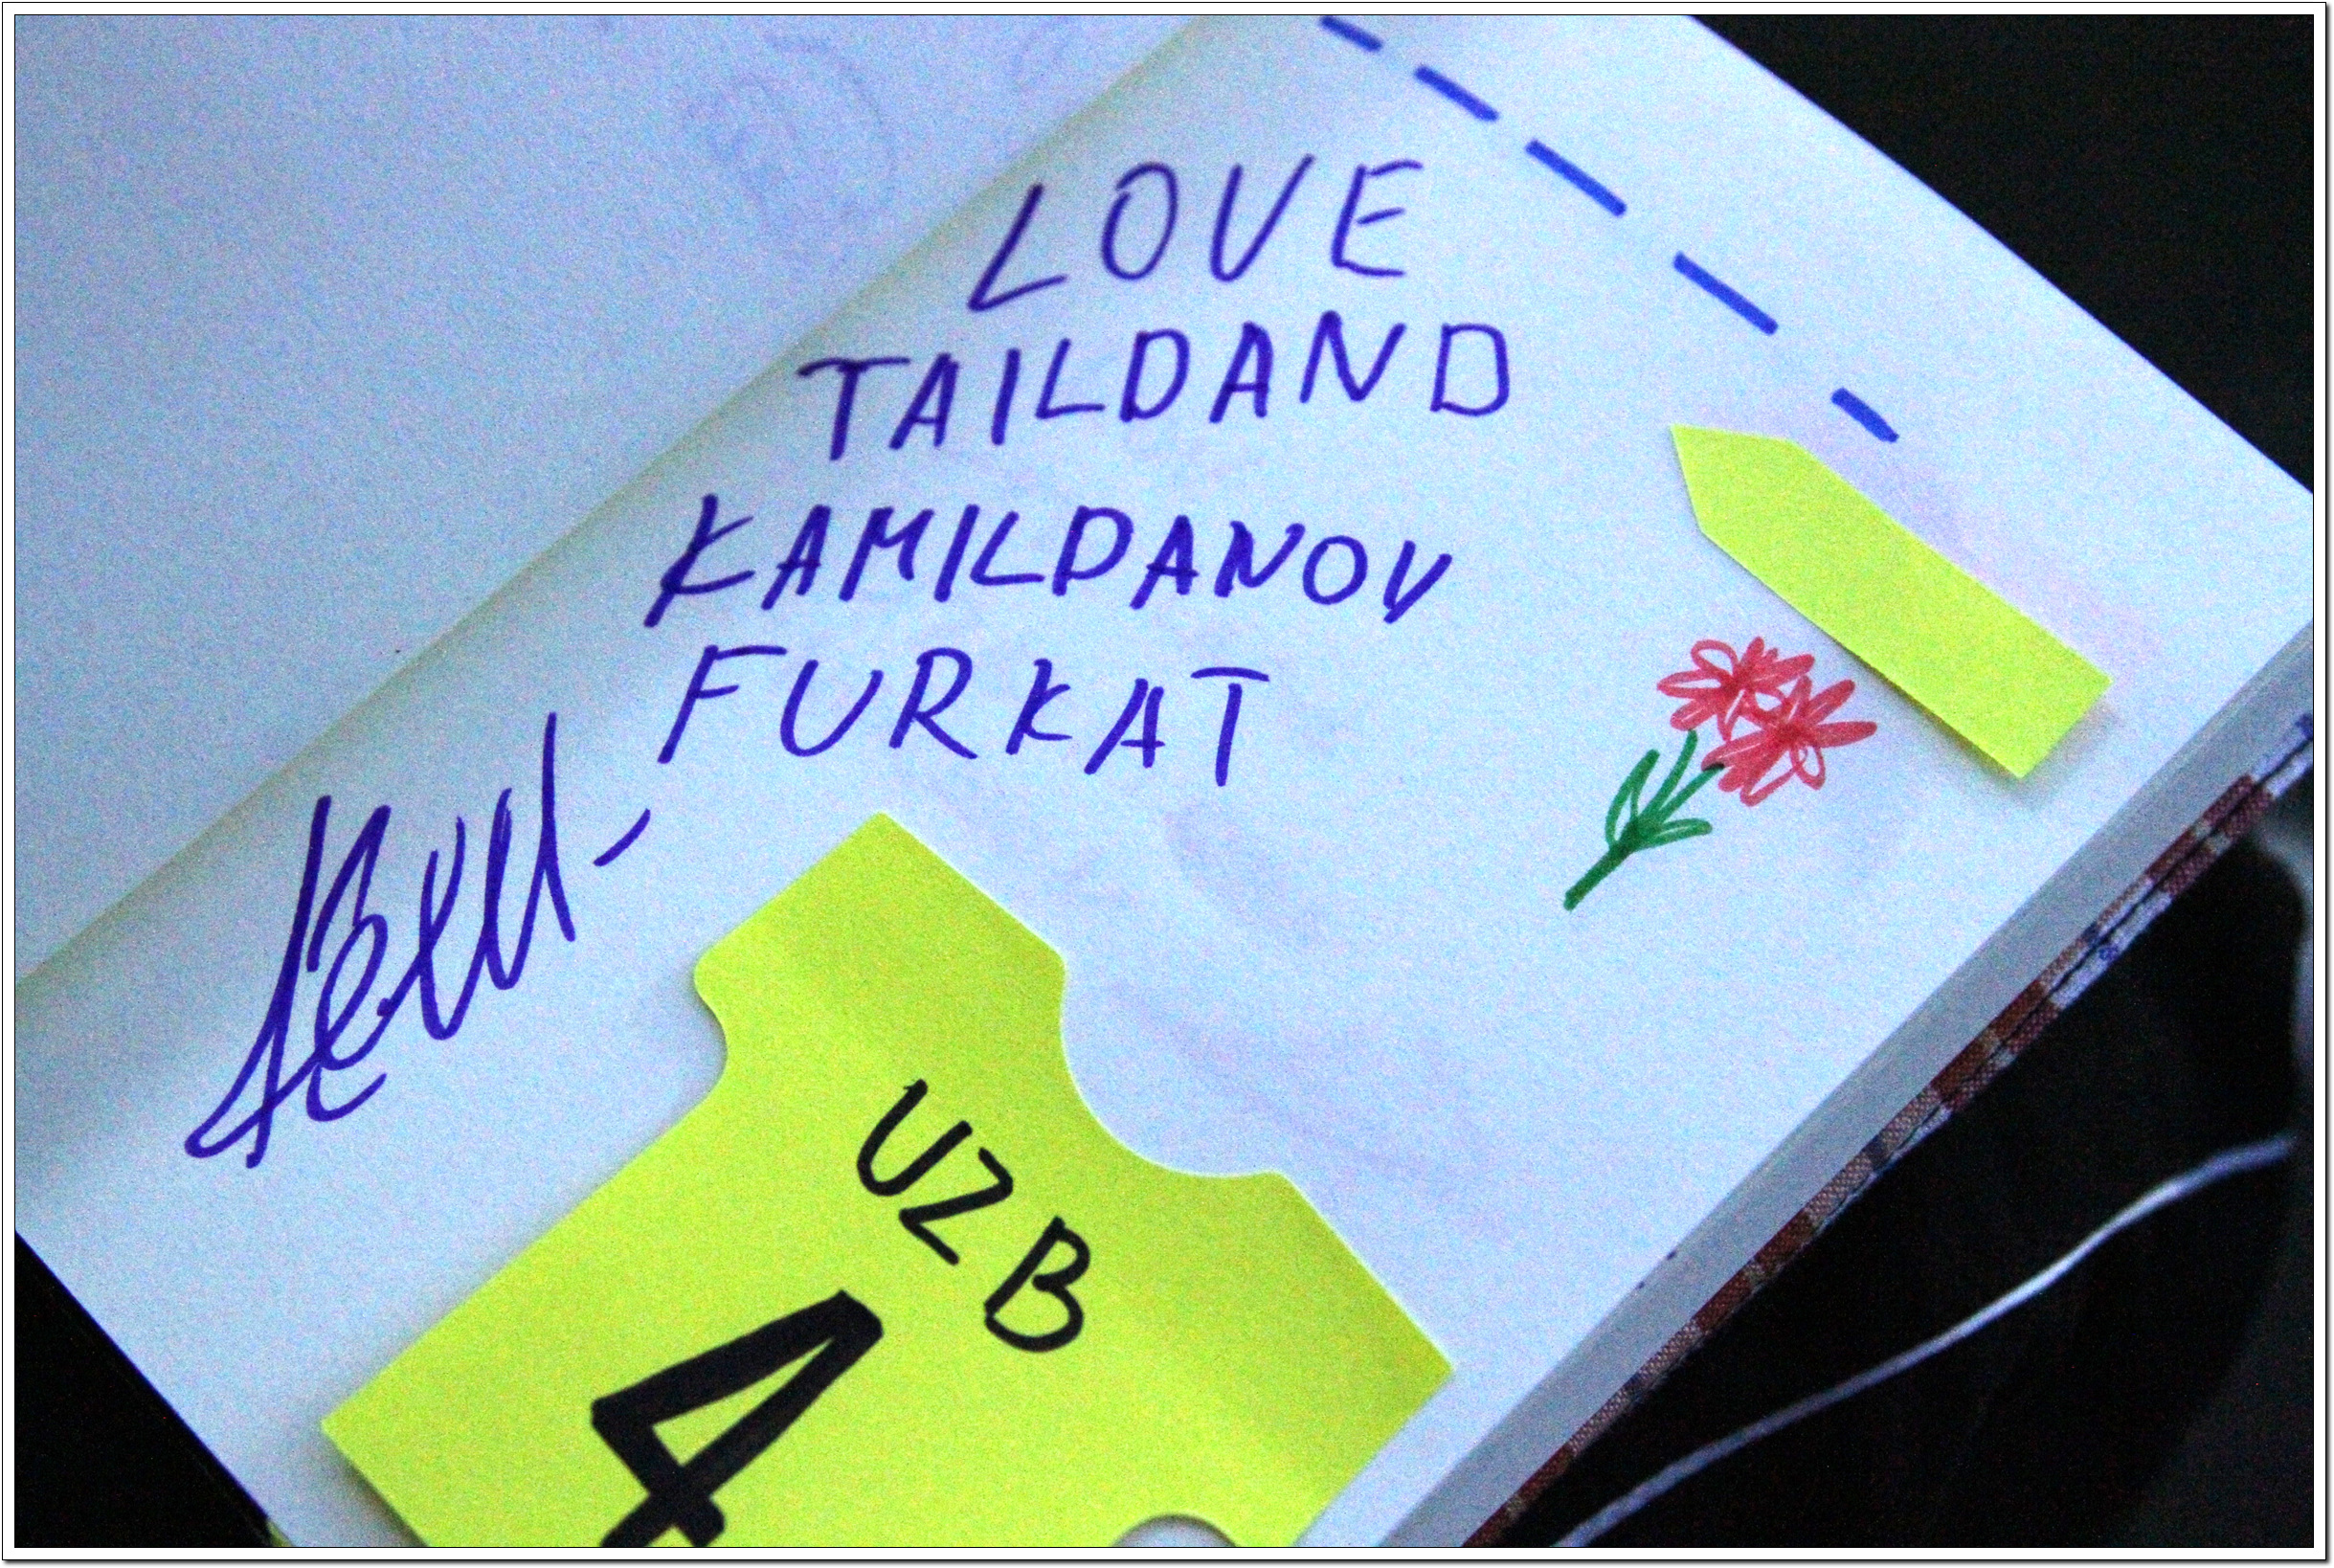 LOVE
TAILDAND
KAMILDANOV
FURKAT
UZB
4